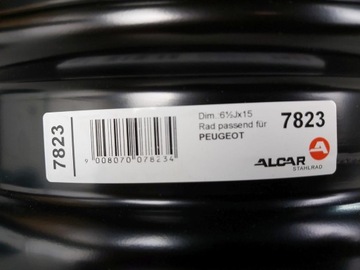 7823
9 008070 078234
Dim.:6½Jx15
Rad passend für
PEUGEOT
7823
ALCAR
STAHLRAD